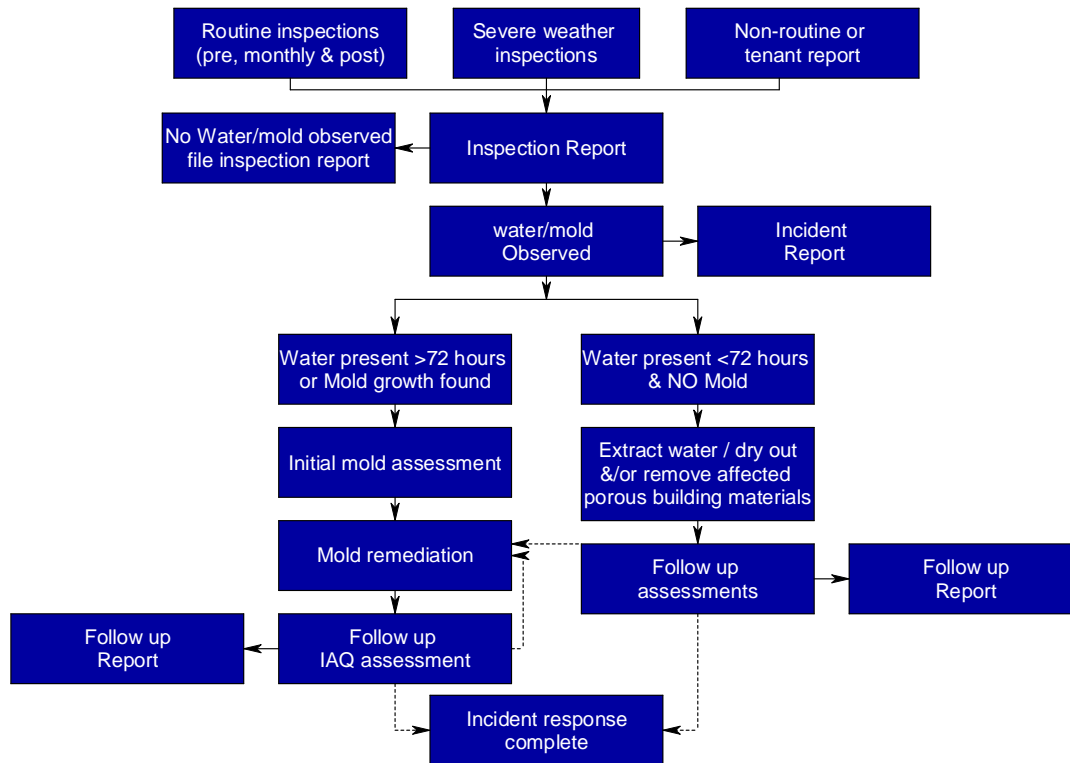 Routine inspections
(pre, monthly & post)
Severe weather
inspections
Non-routine or
tenant report
No Water/mold observed
file inspection report
Inspection Report
water/mold
Observed
Incident
Report
Water present >72 hours
or Mold growth found
Water present <72 hours
& NO Mold
Initial mold assessment
Extract water / dry out
&/or remove affected
porous building materials
Mold remediation
Follow up
assessments
Follow up
Report
Follow up
Report
Follow up
IAQ assessment
Incident response
complete